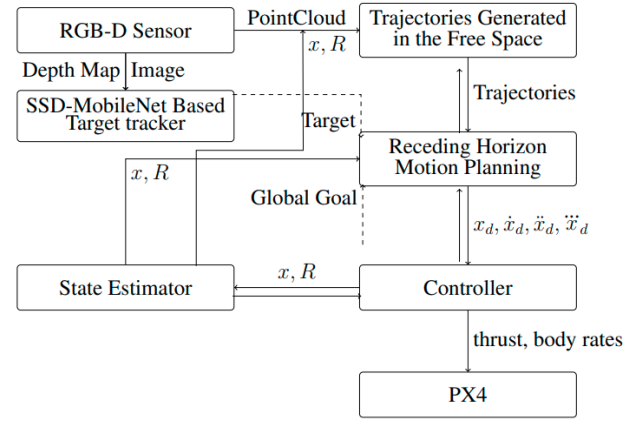 RGB-D Sensor
PointCloud
Trajectories Generated
in the Free Space
x, R
Depth Map
Image
SSD-MobileNet Based
Target tracker
Trajectories
Target
Receding Horizon
Motion Planning
x, R
Global Goal
x_d, ẋ_d, ẍ_d, x⃜_d
State Estimator
x, R
Controller
thrust, body rates
PX4